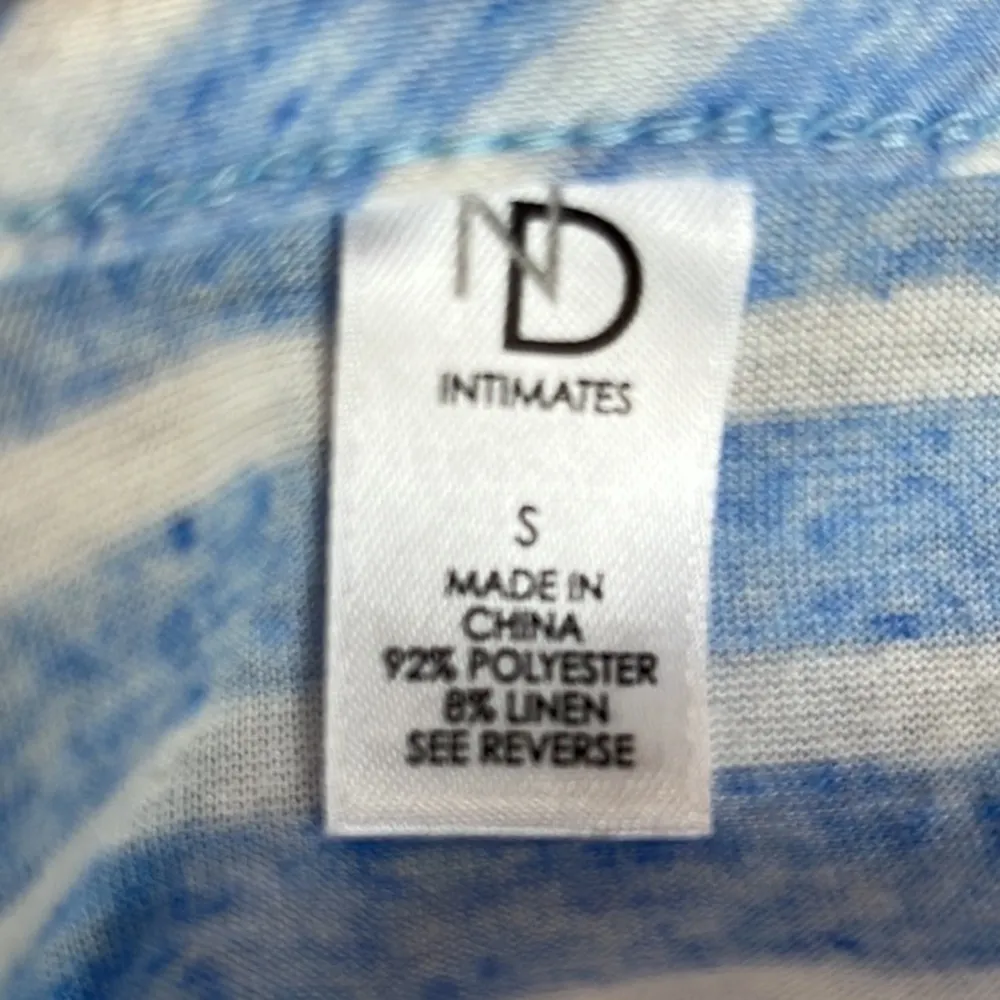 ND
INTIMATES
S
MADE IN
CHINA
92% POLYESTER
8% LINEN
SEE REVERSE